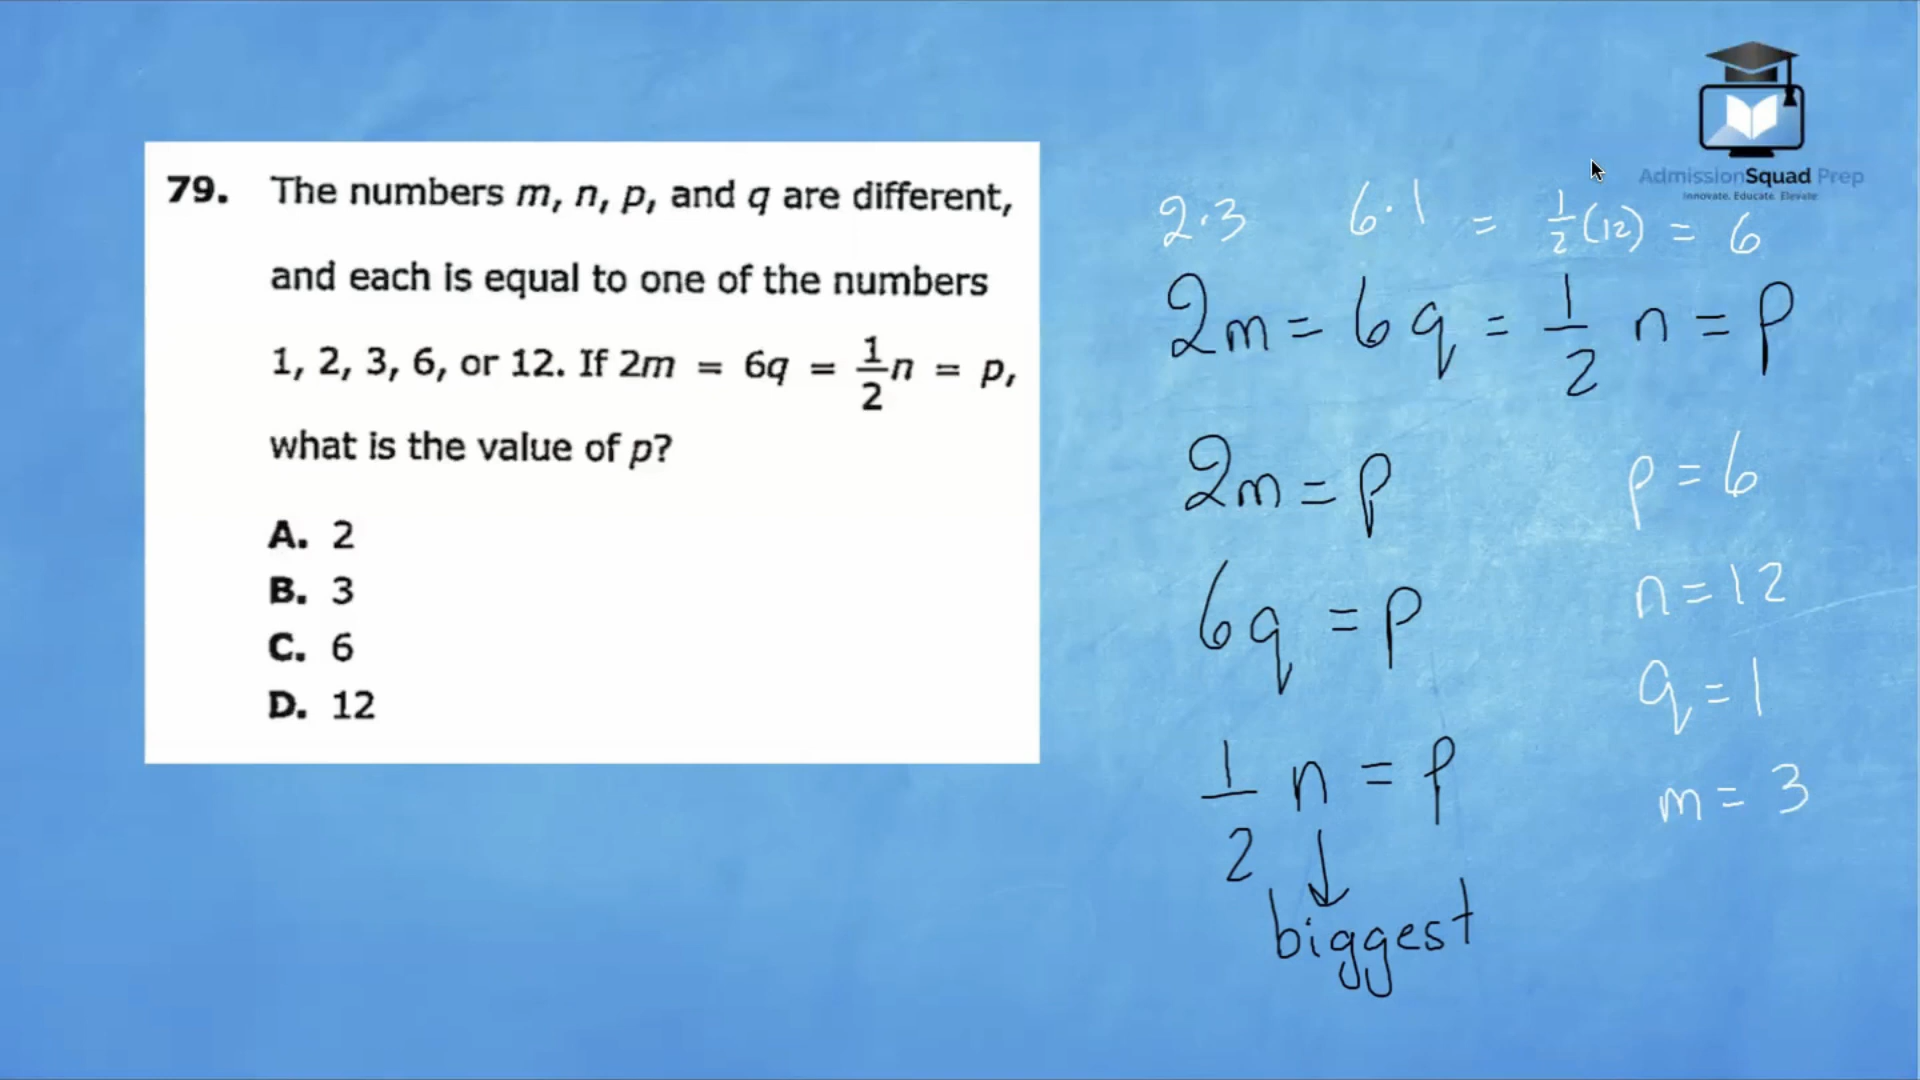 79. The numbers m, n, p, and q are different,
and each is equal to one of the numbers
1, 2, 3, 6, or 12. If 2m = 6q = 1/2 n = p,
what is the value of p?
A. 2
B. 3
C. 6
D. 12
AdmissionSquad Prep
Innovate. Educate. Elevate
2·3 6·1 = 1/2 (12) = 6
2m = 6q = 1/2 n = p
2m = p
6q = p
1/2 n = p
biggest
p = 6
n = 12
q = 1
m = 3